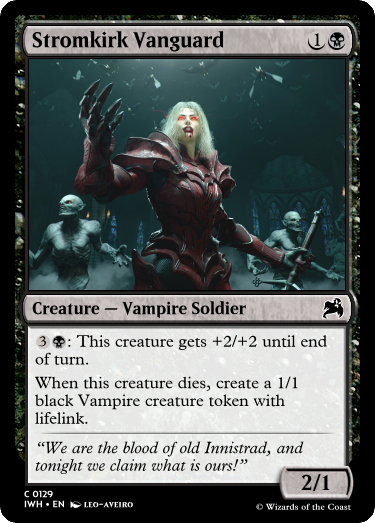 Stromkirk Vanguard 1
Creature — Vampire Soldier
3 : This creature gets +2/+2 until end
of turn.
When this creature dies, create a 1/1
black Vampire creature token with
lifelink.
“We are the blood of old Innistrad, and
tonight we claim what is ours!”
2/1
C 0129
IWH • EN LEO-AVEIRO
© Wizards of the Coast